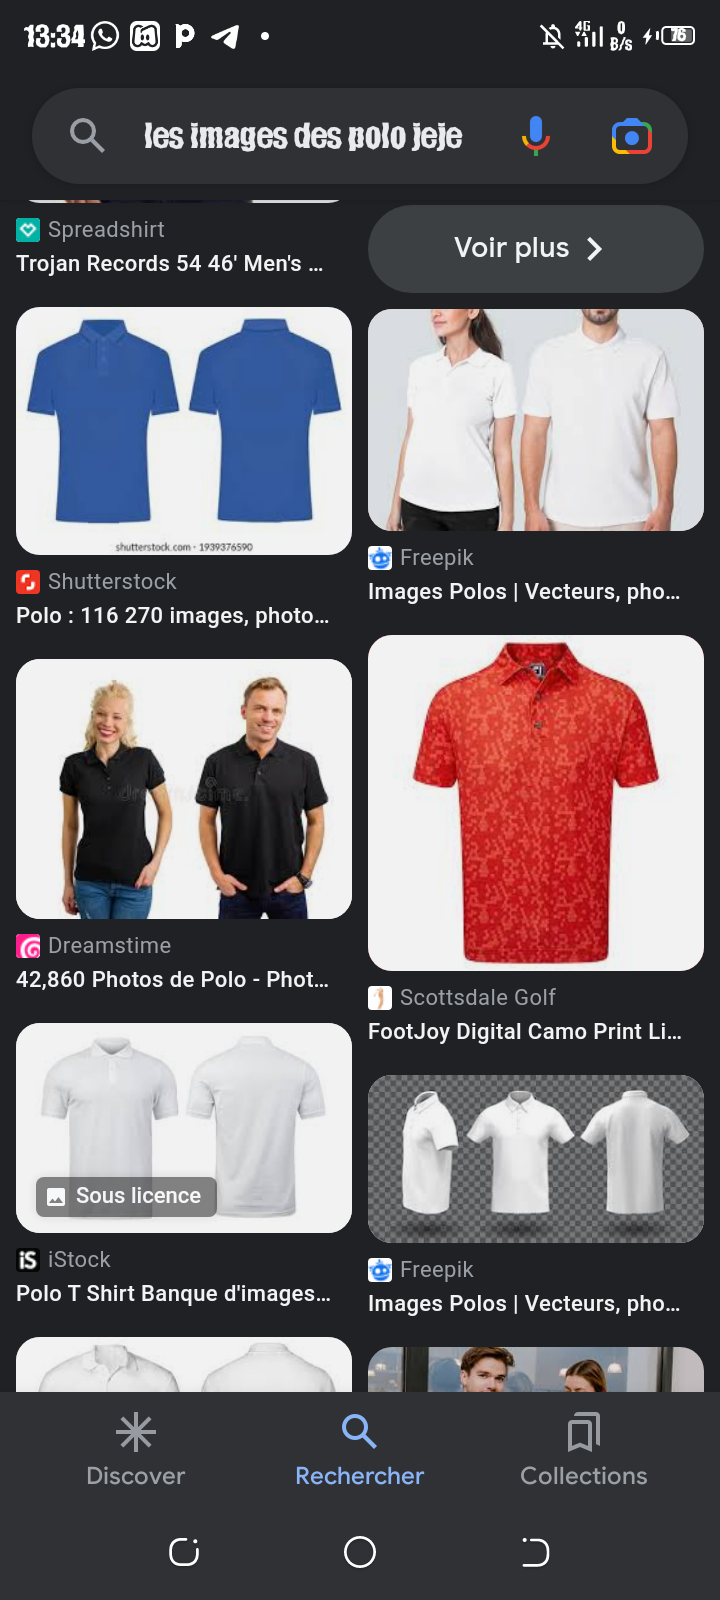 13:34
4G
0
B/s
76
les images des polo jeje
Spreadshirt
Trojan Records 54 46' Men's ...
Voir plus
shutterstock.com · 1939376590
Shutterstock
Polo : 116 270 images, photo...
Freepik
Images Polos | Vecteurs, pho...
dreamstime.
Dreamstime
42,860 Photos de Polo - Phot...
Scottsdale Golf
FootJoy Digital Camo Print Li...
Sous licence
iS
iStock
Polo T Shirt Banque d'images...
Freepik
Images Polos | Vecteurs, pho...
Discover
Rechercher
Collections